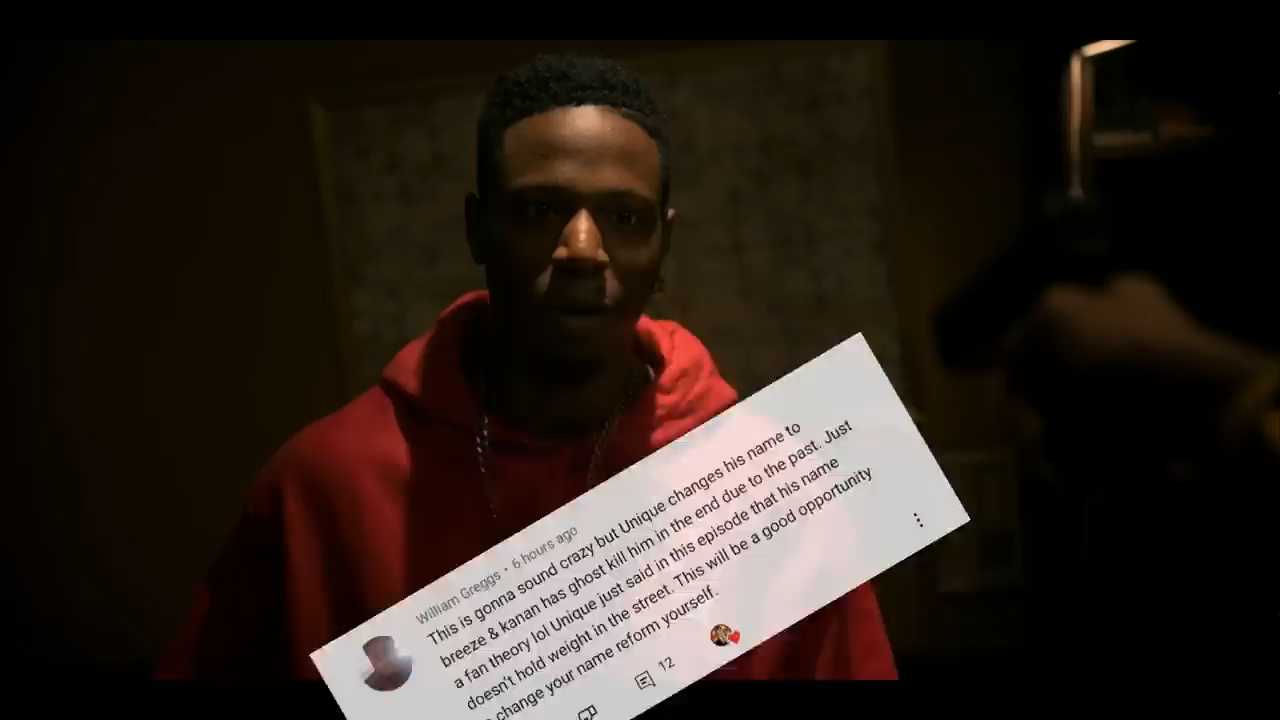 William Greggs • 6 hours ago
This is gonna sound crazy but Unique changes his name to
breeze & kanan has ghost kill him in the end due to the past. Just
a fan theory lol Unique just said in this episode that his name
doesn't hold weight in the street. This will be a good opportunity
change your name reform yourself.
12